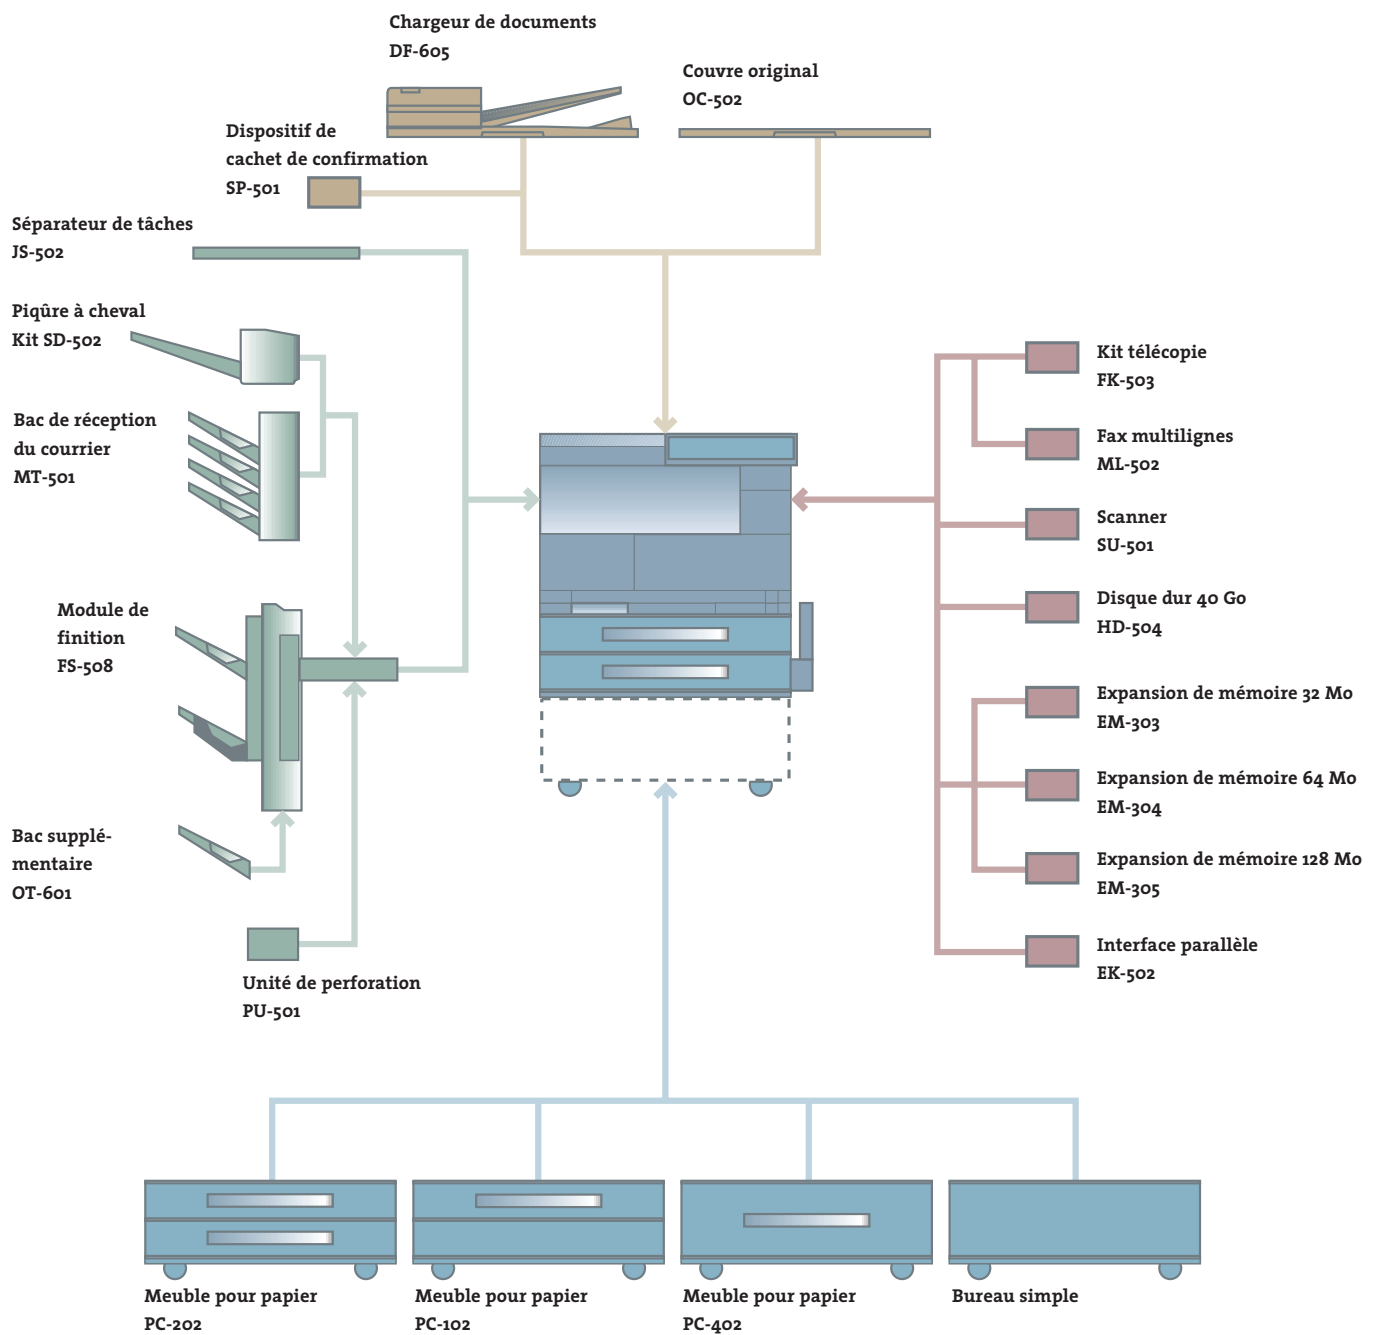 Chargeur de documents
DF-605
Couvre original
OC-502
Dispositif de
cachet de confirmation
SP-501
Séparateur de tâches
JS-502
Piqûre à cheval
Kit SD-502
Bac de réception
du courrier
MT-501
Module de
finition
FS-508
Bac supplé-
mentaire
OT-601
Unité de perforation
PU-501
Kit télécopie
FK-503
Fax multilignes
ML-502
Scanner
SU-501
Disque dur 40 Go
HD-504
Expansion de mémoire 32 Mo
EM-303
Expansion de mémoire 64 Mo
EM-304
Expansion de mémoire 128 Mo
EM-305
Interface parallèle
EK-502
Meuble pour papier
PC-202
Meuble pour papier
PC-102
Meuble pour papier
PC-402
Bureau simple